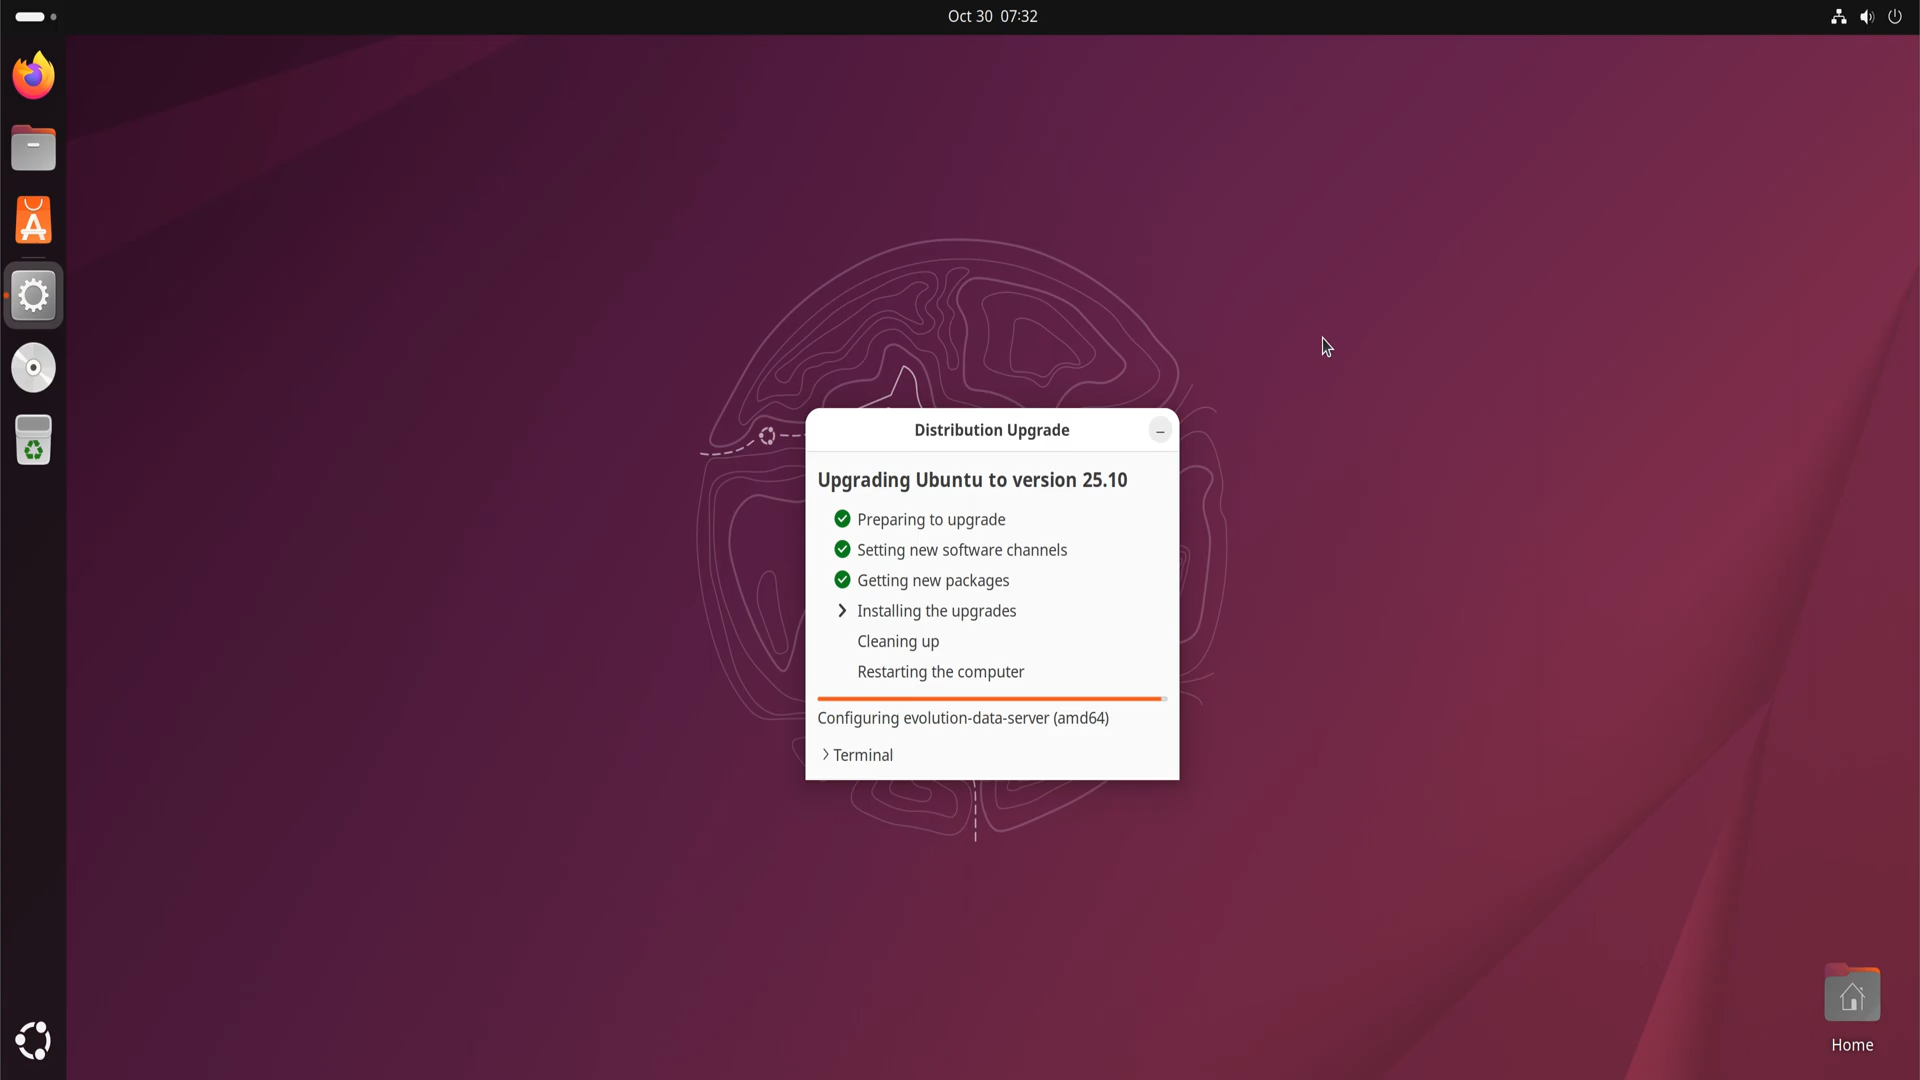 Oct 30 07:32
Distribution Upgrade
Upgrading Ubuntu to version 25.10
Preparing to upgrade
Setting new software channels
Getting new packages
Installing the upgrades
Cleaning up
Restarting the computer
Configuring evolution-data-server (amd64)
Terminal
Home